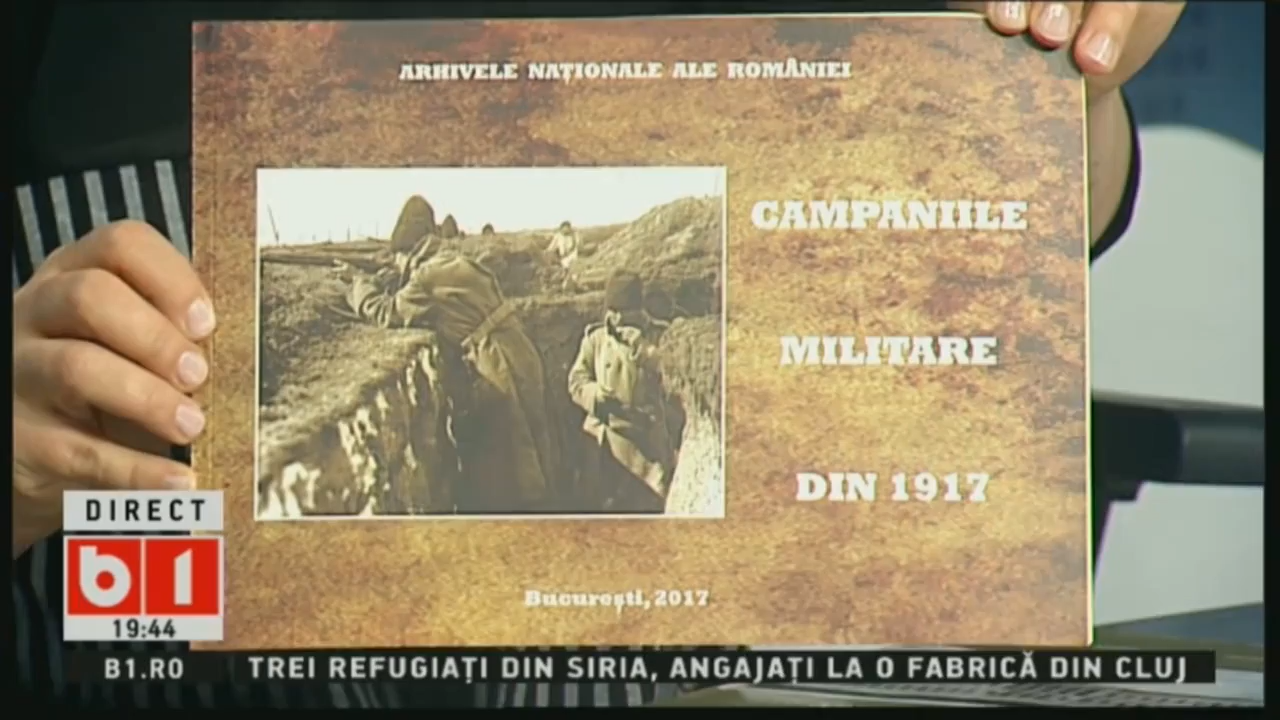 ARHIVELE NAȚIONALE ALE ROMÂNIEI
CAMPANIILE
MILITARE
DIN 1917
București, 2017
DIRECT
b1
19:44
B1.RO TREI REFUGIAȚI DIN SIRIA, ANGAJAȚI LA O FABRICĂ DIN CLUJ